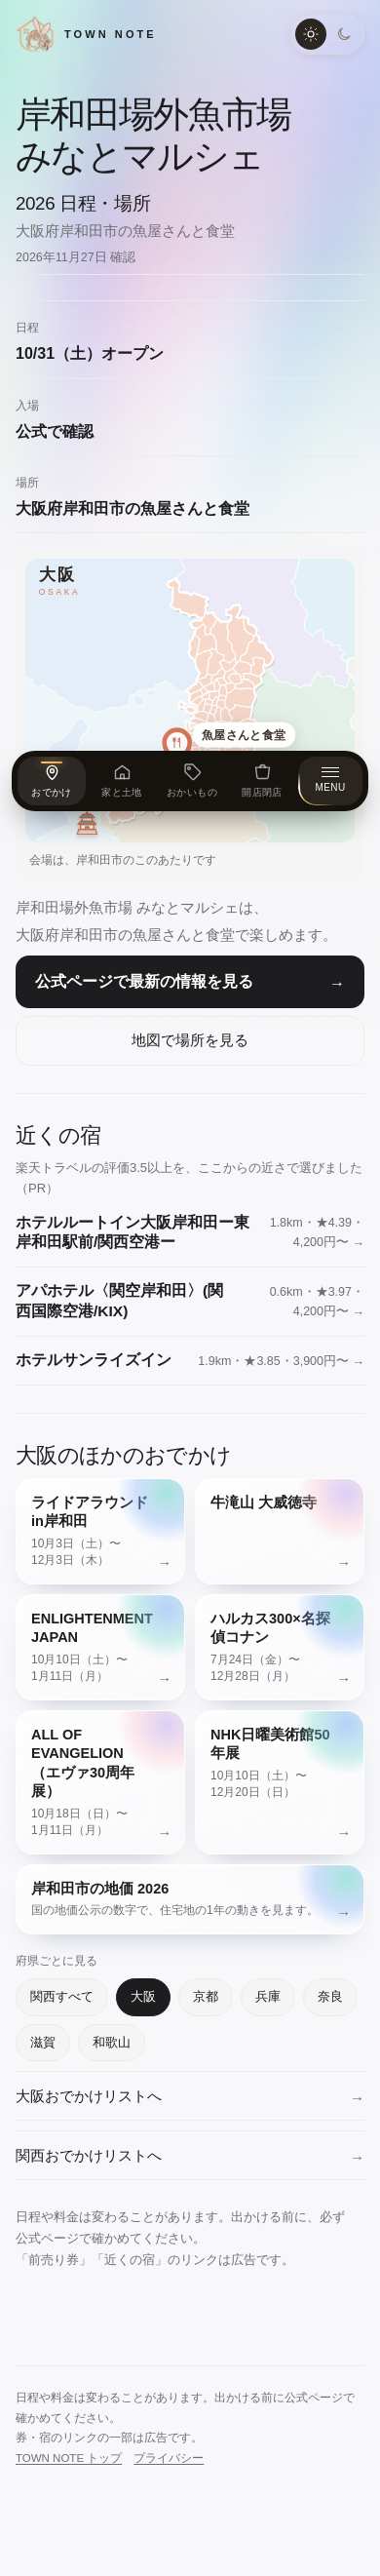 TOWN NOTE
岸和田場外魚市場
みなとマルシェ
2026 日程・場所
大阪府岸和田市の魚屋さんと食堂
2026年11月27日 確認
日程
10/31（土）オープン
入場
公式で確認
場所
大阪府岸和田市の魚屋さんと食堂
大阪
OSAKA
魚屋さんと食堂
おでかけ
家と土地
おかいもの
開店閉店
MENU
会場は、岸和田市のこのあたりです
岸和田場外魚市場 みなとマルシェは、
大阪府岸和田市の魚屋さんと食堂で楽しめます。
公式ページで最新の情報を見る →
地図で場所を見る
近くの宿
楽天トラベルの評価3.5以上を、ここからの近さで選びました
（PR）
ホテルルートイン大阪岸和田ー東
岸和田駅前/関西空港ー
1.8km・★4.39・
4,200円〜 →
アパホテル〈関空岸和田〉(関
西国際空港/KIX)
0.6km・★3.97・
4,200円〜 →
ホテルサンライズイン
1.9km・★3.85・3,900円〜 →
大阪のほかのおでかけ
ライドアラウンド
in岸和田
10月3日（土）〜
12月3日（木） →
牛滝山 大威徳寺
→
ENLIGHTENMENT
JAPAN
10月10日（土）〜
1月11日（月） →
ハルカス300×名探
偵コナン
7月24日（金）〜
12月28日（月） →
ALL OF
EVANGELION
（エヴァ30周年
展）
10月18日（日）〜
1月11日（月） →
NHK日曜美術館50
年展
10月10日（土）〜
12月20日（日）
→
岸和田市の地価 2026
国の地価公示の数字で、住宅地の1年の動きを見ます。 →
府県ごとに見る
関西すべて
大阪
京都
兵庫
奈良
滋賀
和歌山
大阪おでかけリストへ →
関西おでかけリストへ →
日程や料金は変わることがあります。出かける前に、必ず
公式ページで確かめてください。
「前売り券」「近くの宿」のリンクは広告です。
日程や料金は変わることがあります。出かける前に公式ページで
確かめてください。
券・宿のリンクの一部は広告です。
TOWN NOTE トップ プライバシー